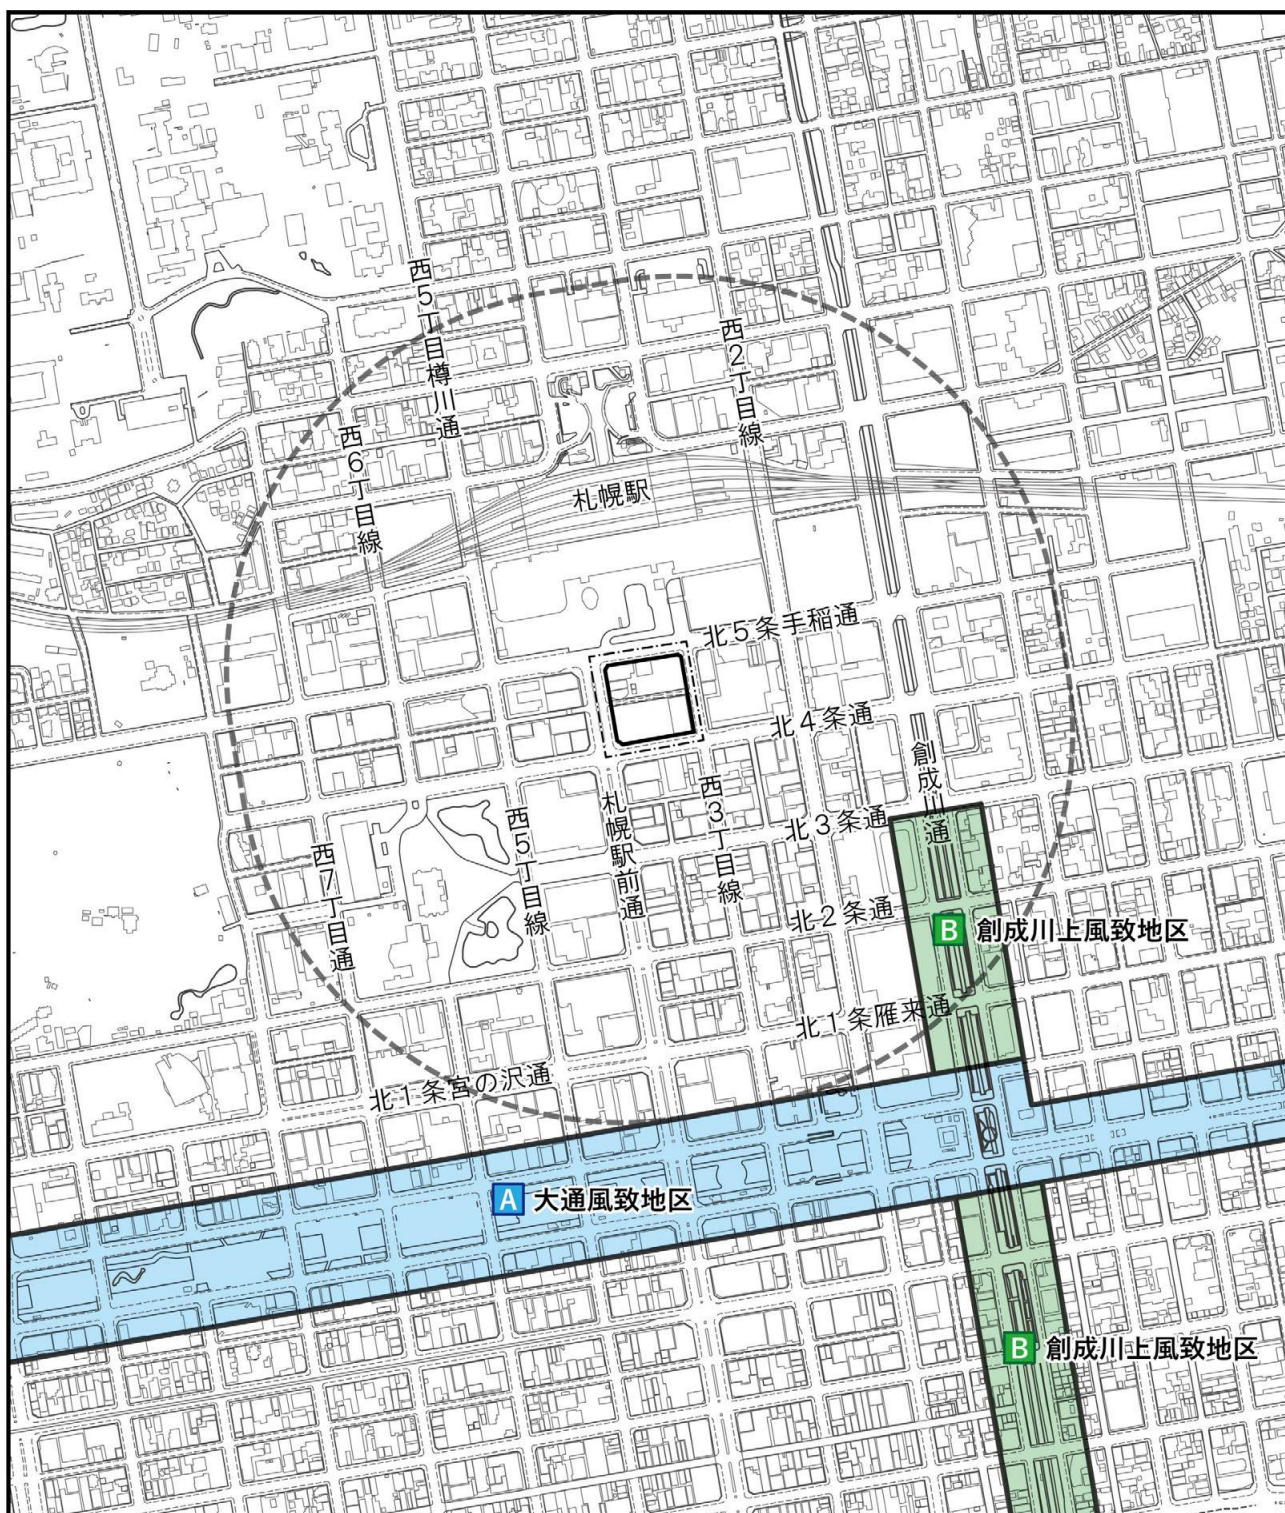 西5丁目樽川通
西2丁目線
西6丁目線
札幌駅
北5条手稲通
北4条通
創成川通
札幌駅前通
西3丁目線
西5丁目線
北3条通
西7丁目通
北2条通
B 創成川上風致地区
北1条雁来通
北1条宮の沢通
A 大通風致地区
B 創成川上風致地区